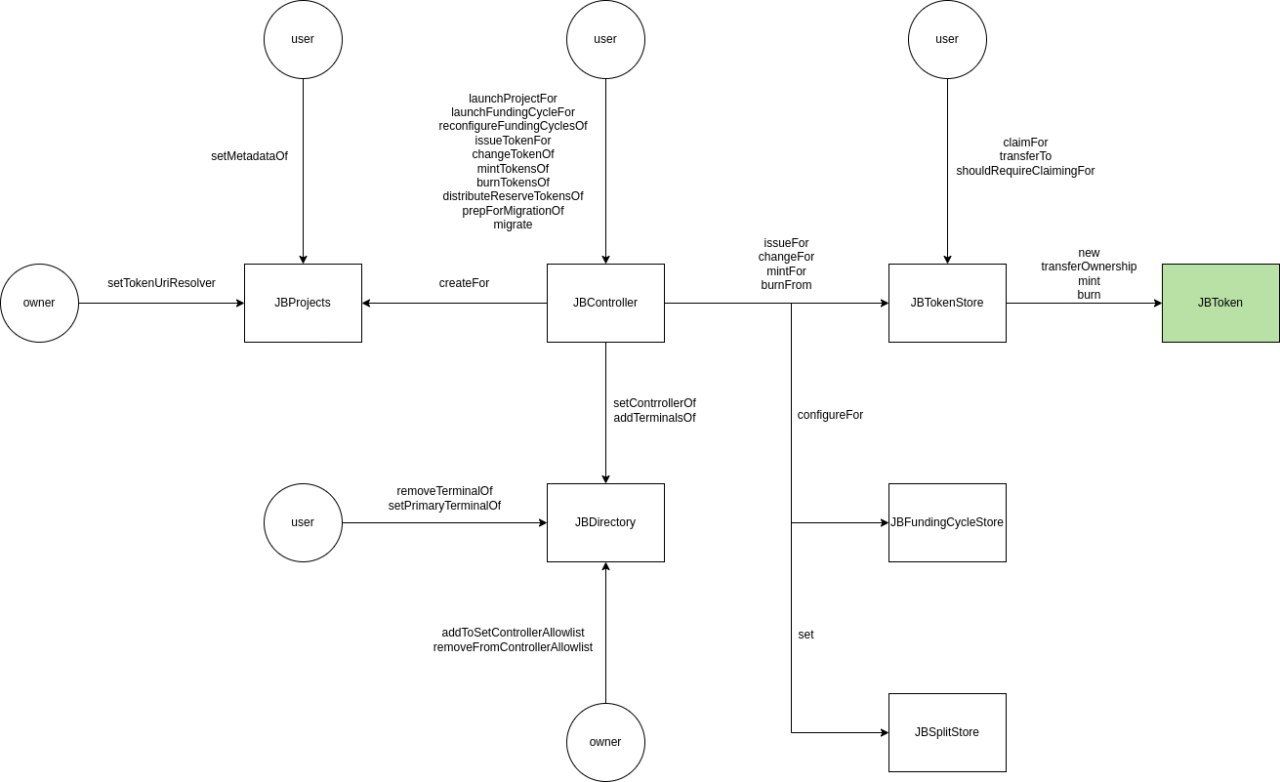 user
user
user
launchProjectFor
launchFundingCycleFor
reconfigureFundingCyclesOf
issueTokenFor
changeTokenOf
mintTokensOf
burnTokensOf
distributeReserveTokensOf
prepForMigrationOf
migrate
setMetadataOf
claimFor
transferTo
shouldRequireClaimingFor
owner
setTokenUriResolver
JBProjects
createFor
JBController
issueFor
changeFor
mintFor
burnFrom
JBTokenStore
new
transferOwnership
mint
burn
JBToken
setContrrollerOf
addTerminalsOf
configureFor
user
removeTerminalOf
setPrimaryTerminalOf
JBDirectory
JBFundingCycleStore
addToSetControllerAllowlist
removeFromControllerAllowlist
set
owner
JBSplitStore